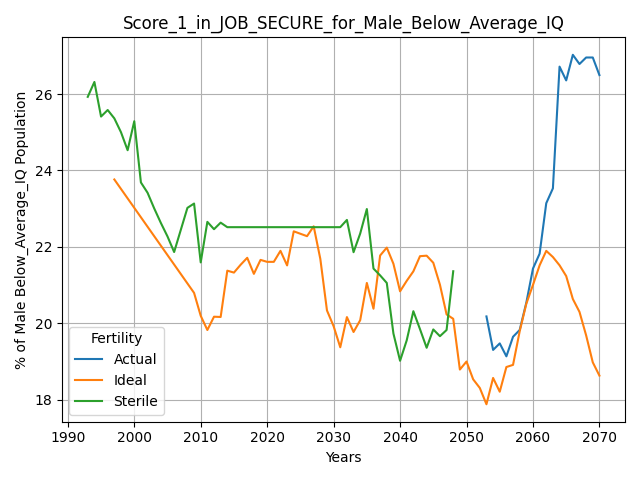 Score_1_in_JOB_SECURE_for_Male_Below_Average_IQ
% of Male Below_Average_IQ Population
26
24
22
20
18
Fertility
Actual
Ideal
Sterile
1990 2000 2010 2020 2030 2040 2050 2060 2070
Years